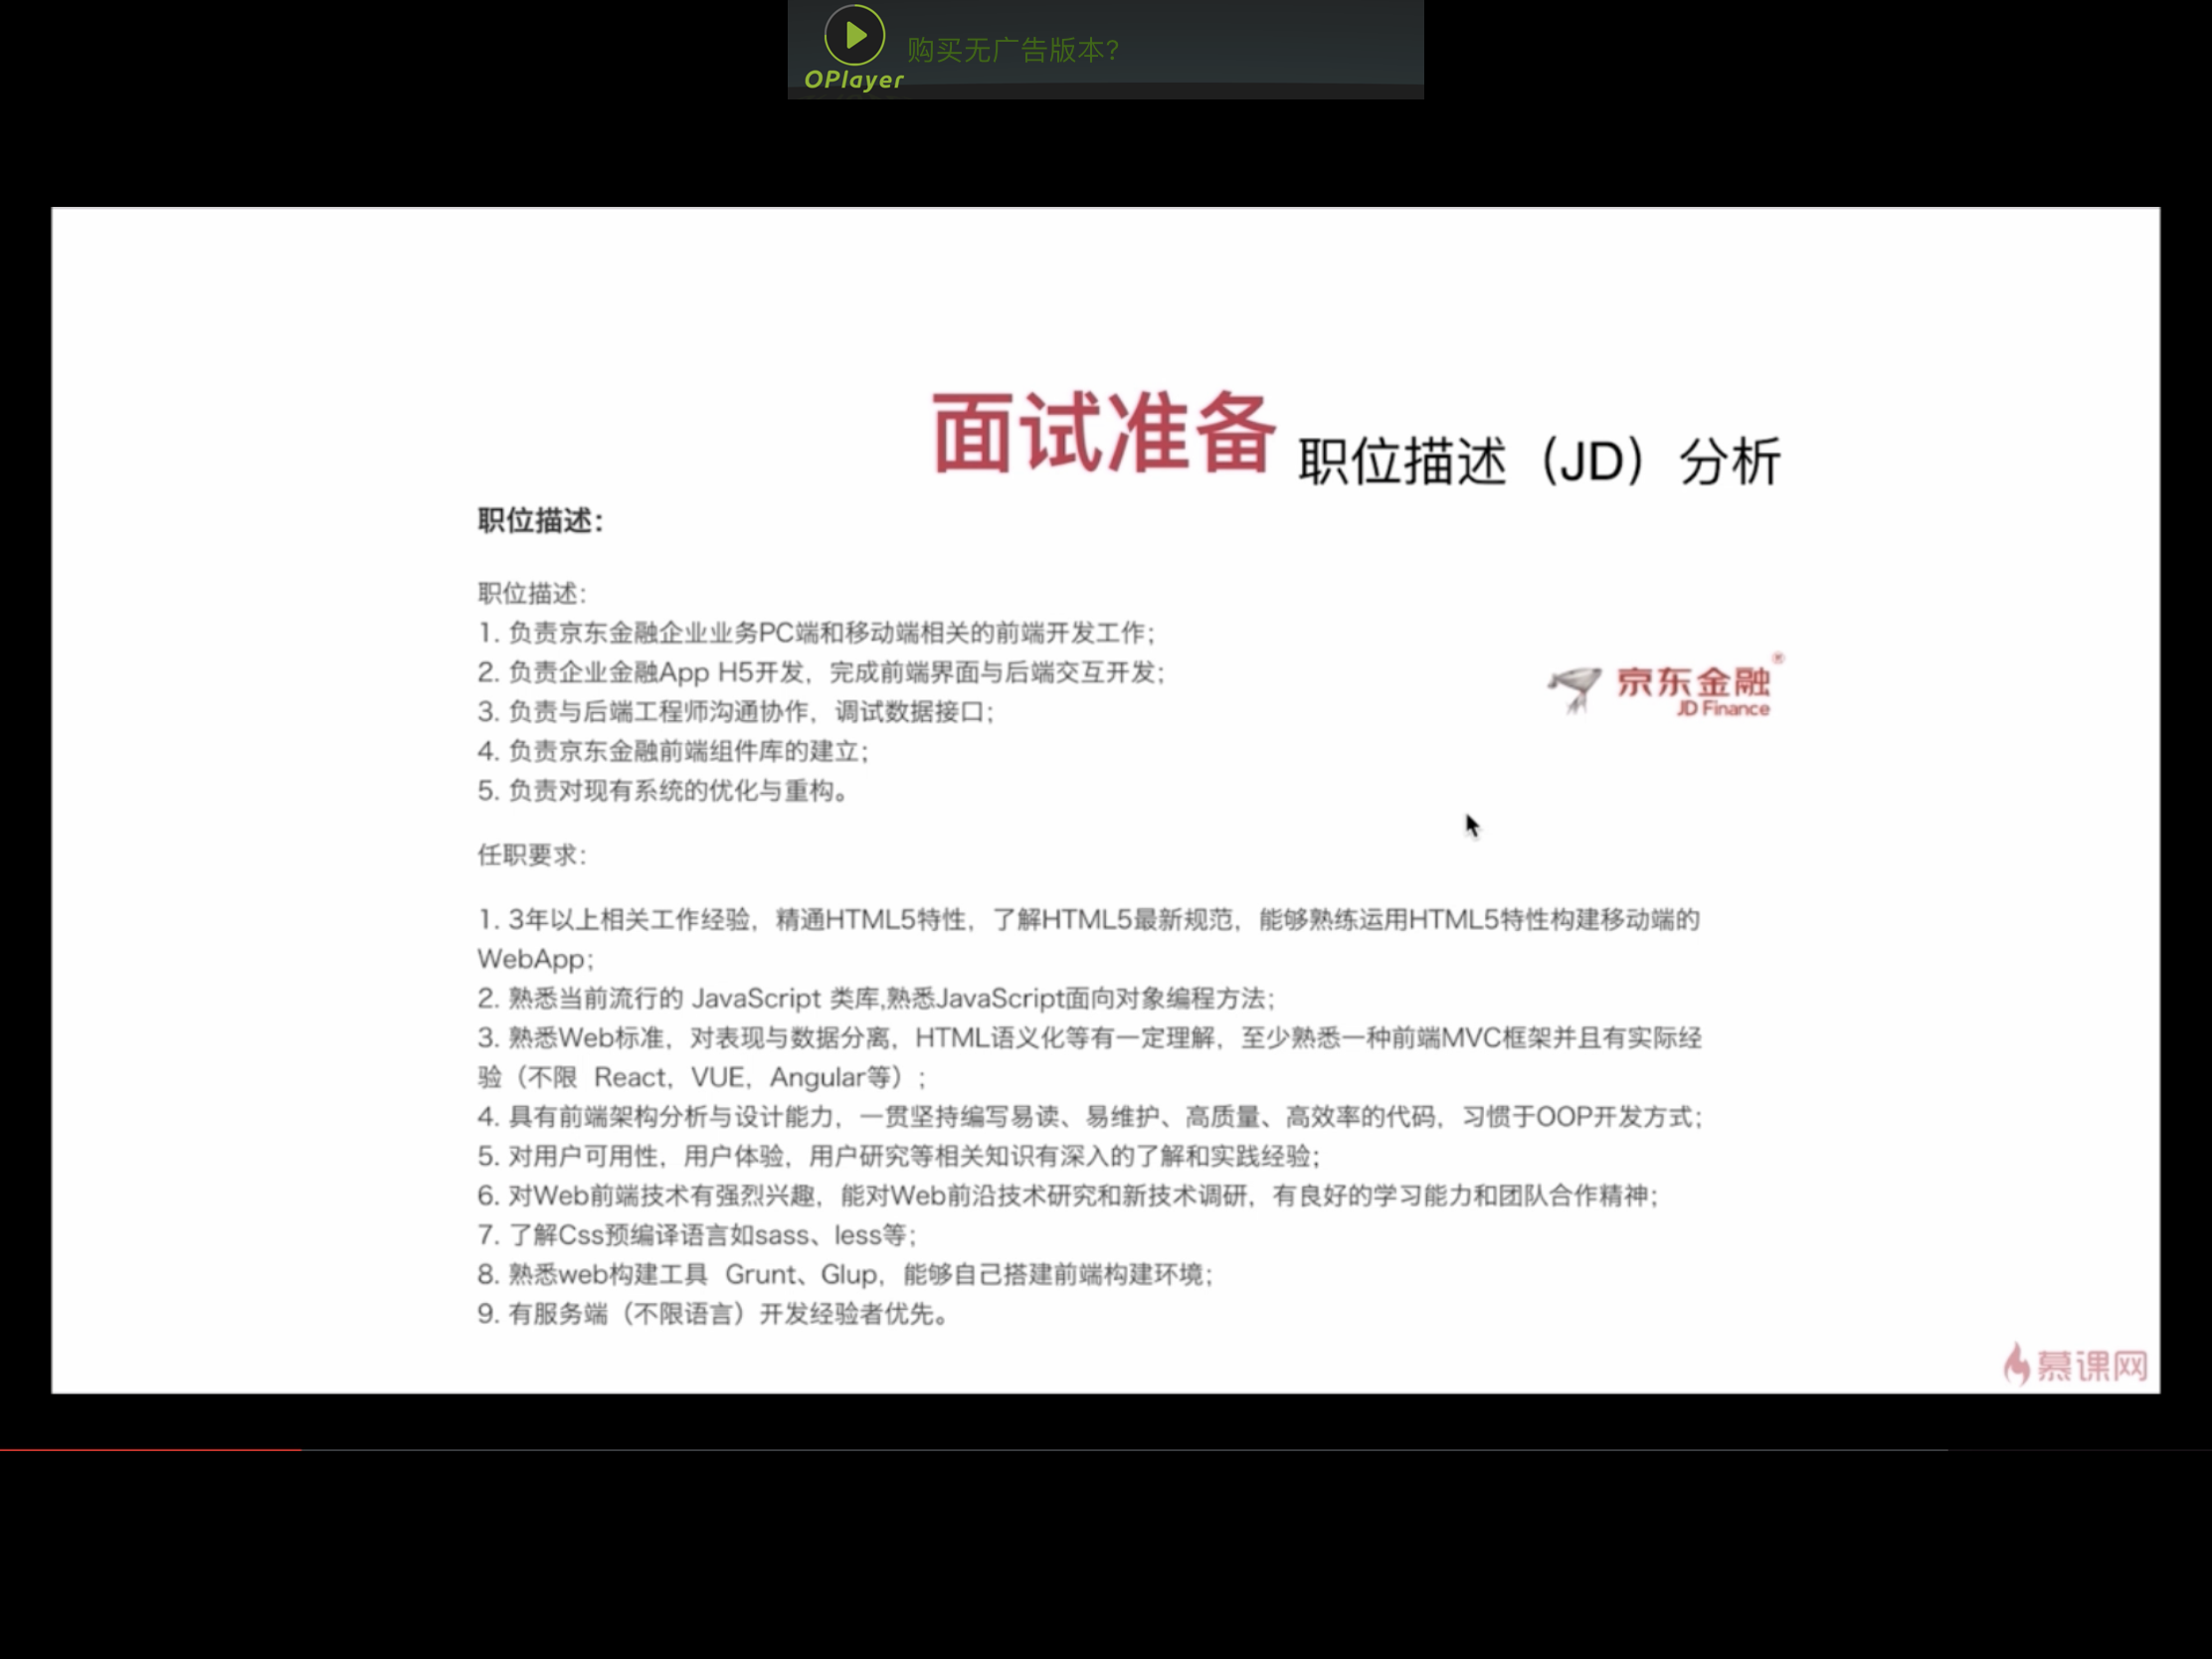 OPlayer
购买无广告版本?
面试准备 职位描述（JD）分析
职位描述：
职位描述：
1. 负责京东金融企业业务PC端和移动端相关的前端开发工作；
2. 负责企业金融App H5开发，完成前端界面与后端交互开发；
3. 负责与后端工程师沟通协作，调试数据接口；
4. 负责京东金融前端组件库的建立；
5. 负责对现有系统的优化与重构。
京东金融
JD Finance
任职要求：
1. 3年以上相关工作经验，精通HTML5特性，了解HTML5最新规范，能够熟练运用HTML5特性构建移动端的
WebApp；
2. 熟悉当前流行的 JavaScript 类库,熟悉JavaScript面向对象编程方法；
3. 熟悉Web标准，对表现与数据分离，HTML语义化等有一定理解，至少熟悉一种前端MVC框架并且有实际经
验（不限 React，VUE，Angular等）；
4. 具有前端架构分析与设计能力，一贯坚持编写易读、易维护、高质量、高效率的代码，习惯于OOP开发方式；
5. 对用户可用性，用户体验，用户研究等相关知识有深入的了解和实践经验；
6. 对Web前端技术有强烈兴趣，能对Web前沿技术研究和新技术调研，有良好的学习能力和团队合作精神；
7. 了解Css预编译语言如sass、less等；
8. 熟悉web构建工具 Grunt、Glup，能够自己搭建前端构建环境；
9. 有服务端（不限语言）开发经验者优先。
慕课网